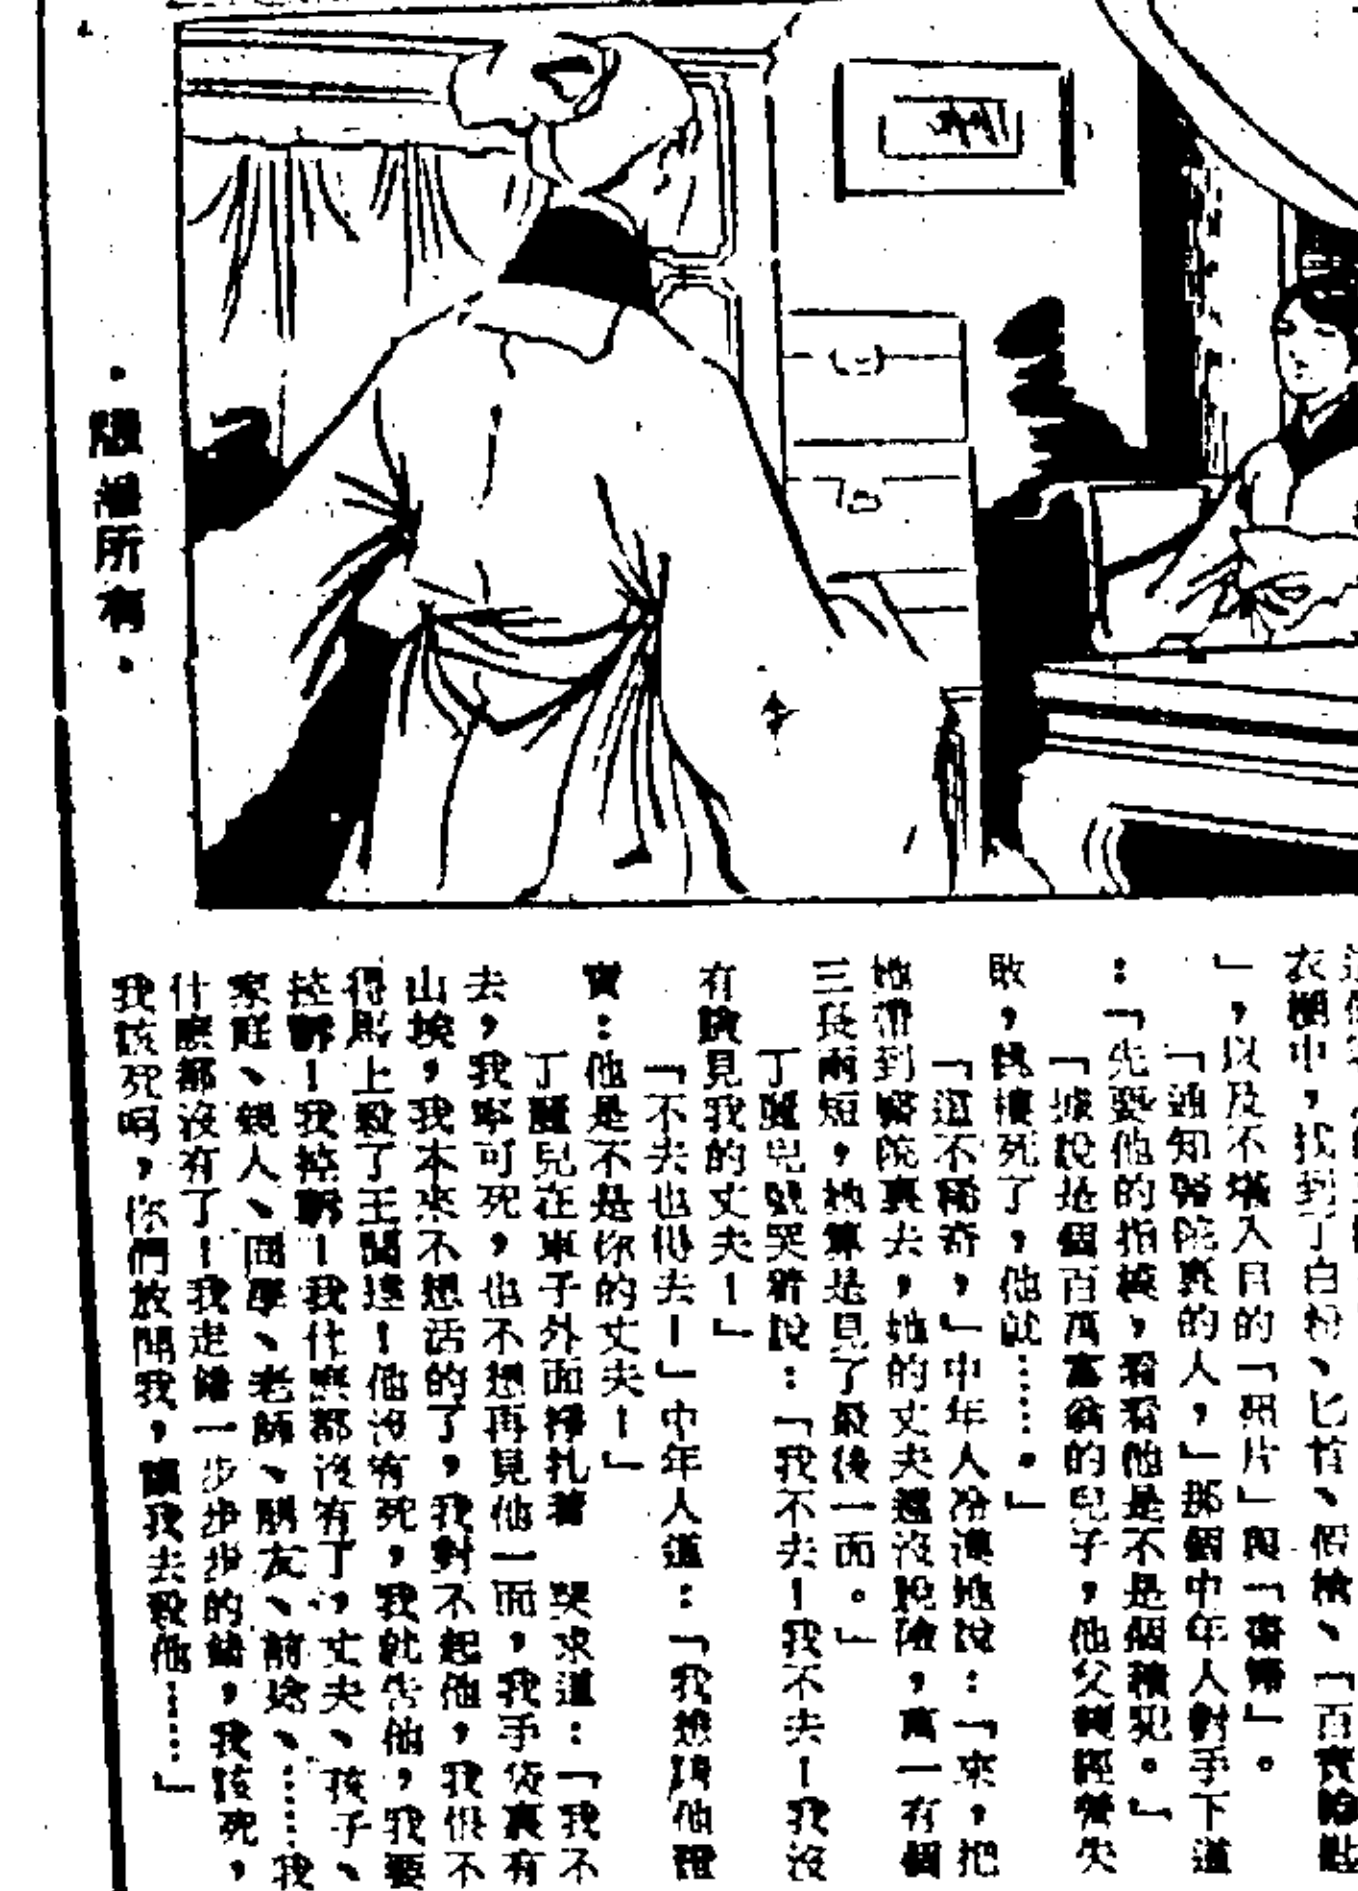 衣櫥中，找到了白粉、匕首、假槍、「百寶
」，以及不堪入目的「照片」與「書籍」。
「通知醫院裏的人，」那個中年人對手下道
：「先要他的指模，看看他是不是個積犯。」
「據說是個百萬富翁的兒子，他父親經營失
敗，跳樓死了，他說……。」
「這不稀奇，」中年人冷漠地說：「來，把
她帶到醫院裏去，她的丈夫還沒脫險，萬一有個
三長兩短，她算是見了最後一面。」
丁麗兒號哭着說：「我不去！我不去！我沒
有臉見我的丈夫！」
「不去也得去！」中年人道：「我想請他證
實：他是不是你的丈夫！」
丁麗兒在車子外面掙扎着 哭求道：「我不
去，我寧可死，也不想再見他一面，我手袋裏有
山埃，我本來不想活的了，我對不起他，我恨不
得馬上殺了王開達！他沒有死，我就告他，我要
控訴！我控訴！我什麼都沒有了，丈夫、孩子、
家庭、親人、同學、老師、朋友、前途、……我
什麼都沒有了！我走錯一步步步的錯，我該死，
我該死呵，你們放開我，讓我去殺他……」
·版權所有·